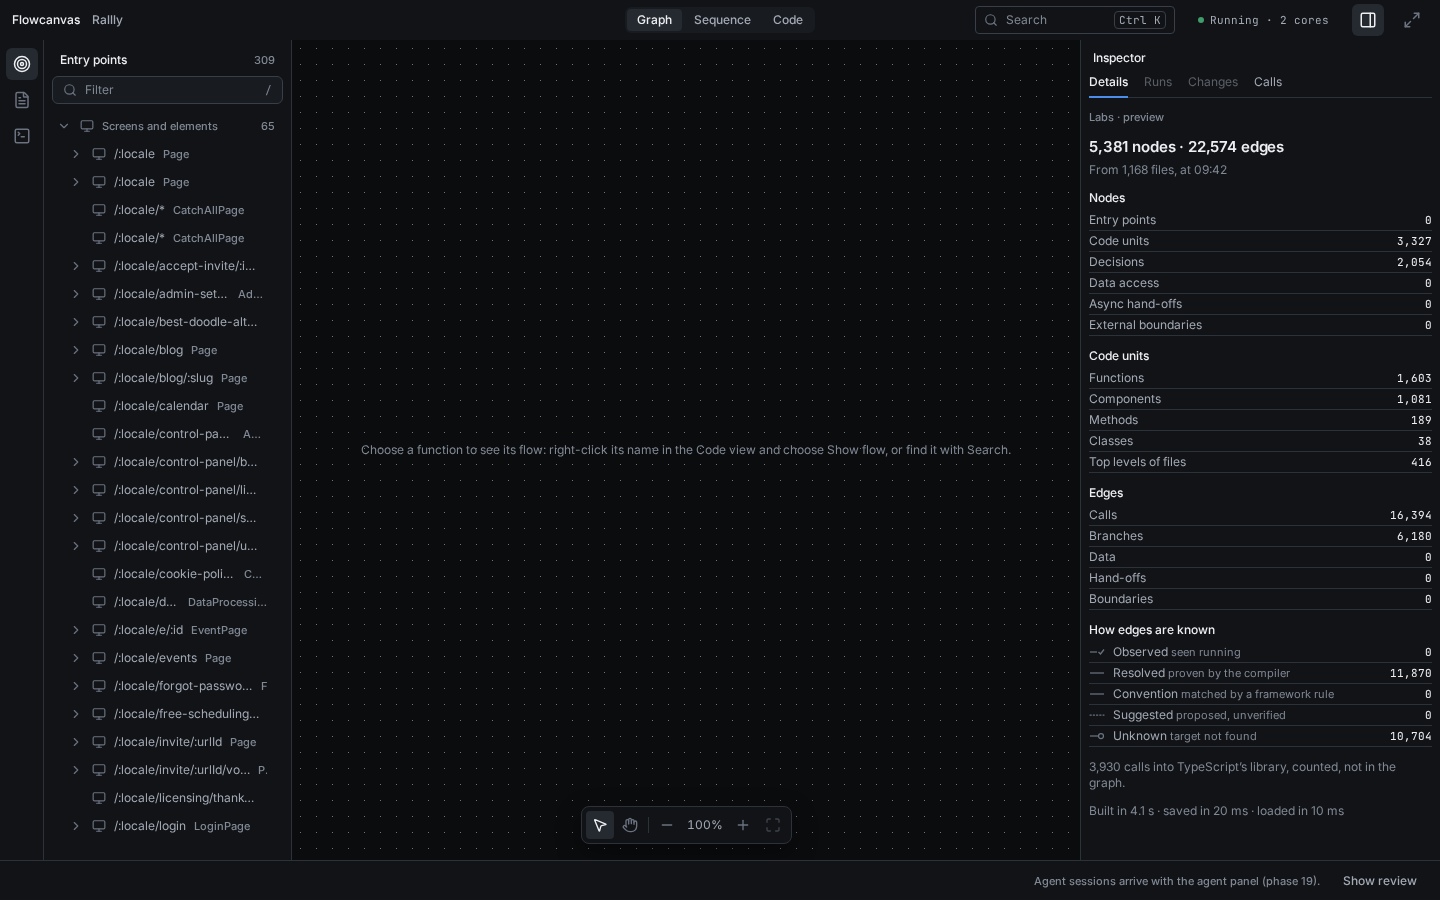 Flowcanvas Rallly
Graph Sequence Code
Search Ctrl K
Running · 2 cores
Entry points 309
Filter /
Screens and elements 65
/:locale Page
/:locale Page
/:locale/* CatchAllPage
/:locale/* CatchAllPage
/:locale/accept-invite/:i...
/:locale/admin-set... Ad...
/:locale/best-doodle-alt...
/:locale/blog Page
/:locale/blog/:slug Page
/:locale/calendar Page
/:locale/control-pa... A...
/:locale/control-panel/b...
/:locale/control-panel/li...
/:locale/control-panel/s...
/:locale/control-panel/u...
/:locale/cookie-poli... C...
/:locale/d... DataProcessi...
/:locale/e/:id EventPage
/:locale/events Page
/:locale/forgot-passwo... F
/:locale/free-scheduling...
/:locale/invite/:urlId Page
/:locale/invite/:urlId/vo... P.
/:locale/licensing/thank...
/:locale/login LoginPage
Choose a function to see its flow: right-click its name in the Code view and choose Show flow, or find it with Search.
100%
Inspector
Details Runs Changes Calls
Labs · preview
5,381 nodes · 22,574 edges
From 1,168 files, at 09:42
Nodes
Entry points 0
Code units 3,327
Decisions 2,054
Data access 0
Async hand-offs 0
External boundaries 0
Code units
Functions 1,603
Components 1,081
Methods 189
Classes 38
Top levels of files 416
Edges
Calls 16,394
Branches 6,180
Data 0
Hand-offs 0
Boundaries 0
How edges are known
Observed seen running 0
Resolved proven by the compiler 11,870
Convention matched by a framework rule 0
Suggested proposed, unverified 0
Unknown target not found 10,704
3,930 calls into TypeScript's library, counted, not in the
graph.
Built in 4.1 s · saved in 20 ms · loaded in 10 ms
Agent sessions arrive with the agent panel (phase 19). Show review